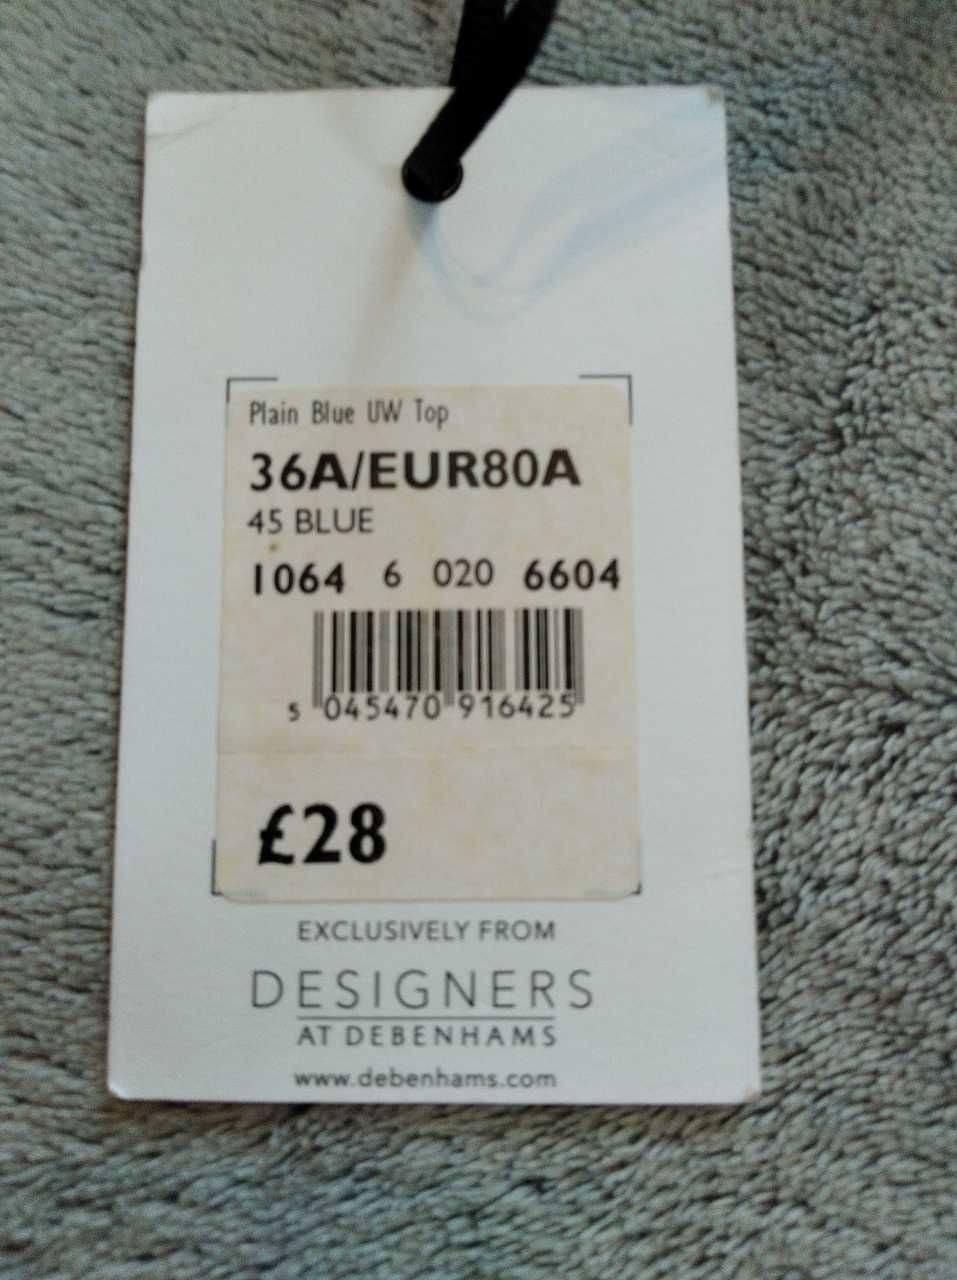 Plain Blue UW Top
36A/EUR80A
45 BLUE
1064 6 020 6604
5 045470 916425
£28
EXCLUSIVELY FROM
DESIGNERS
AT DEBENHAMS
www.debenhams.com